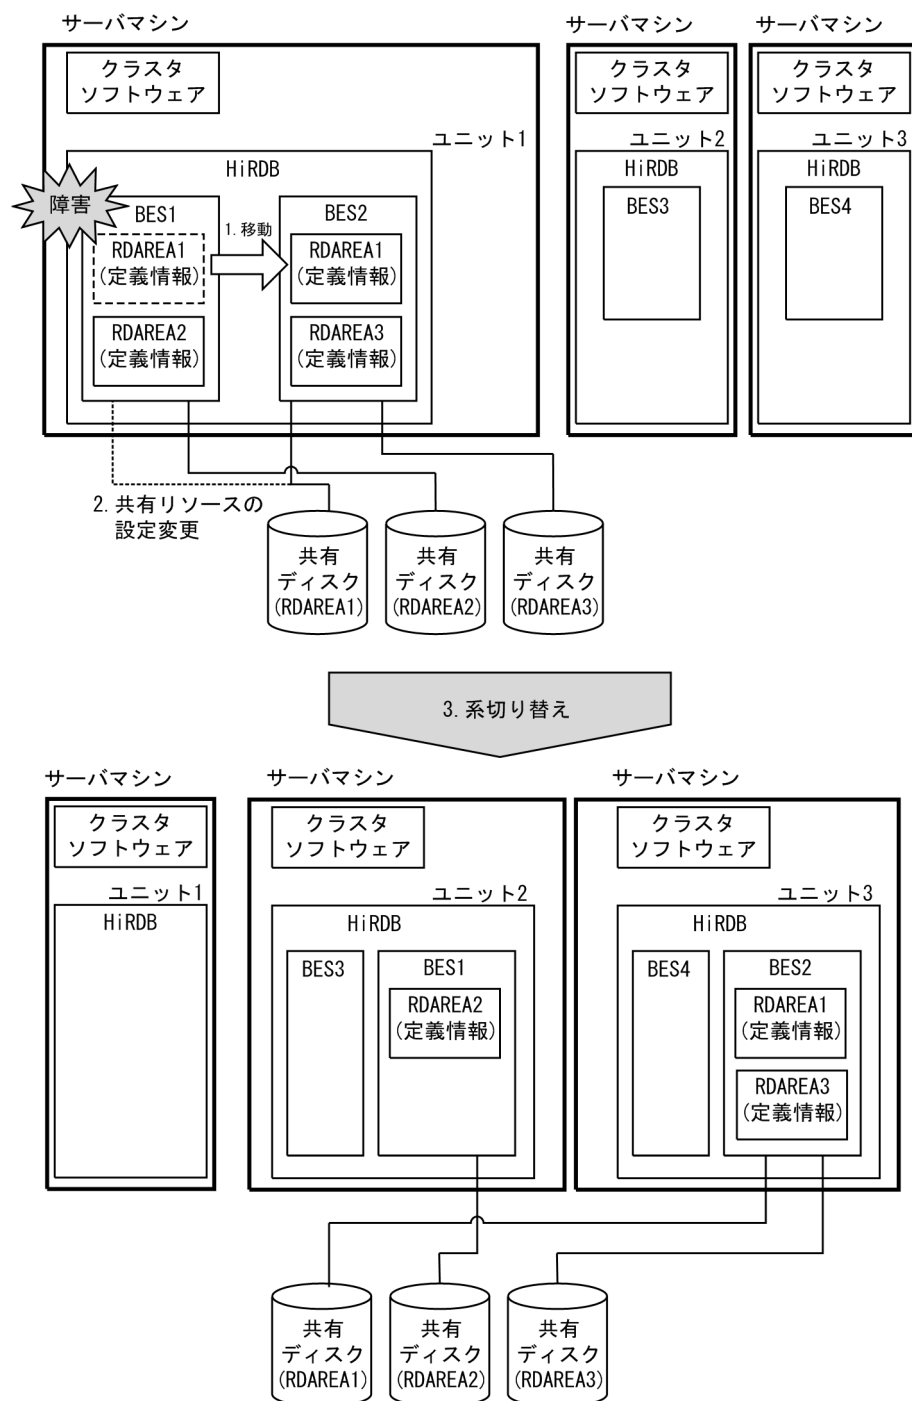 サーバマシン
サーバマシン
サーバマシン
クラスタ
ソフトウェア
クラスタ
ソフトウェア
クラスタ
ソフトウェア
ユニット1
ユニット2
ユニット3
HiRDB
HiRDB
HiRDB
障害
BES1
1.移動
BES2
BES3
BES4
RDAREA1
(定義情報)
RDAREA1
(定義情報)
RDAREA2
(定義情報)
RDAREA3
(定義情報)
2.共有リソースの
設定変更
共有
ディスク
(RDAREA1)
共有
ディスク
(RDAREA2)
共有
ディスク
(RDAREA3)
3.系切り替え
サーバマシン
サーバマシン
サーバマシン
クラスタ
ソフトウェア
クラスタ
ソフトウェア
クラスタ
ソフトウェア
ユニット1
ユニット2
ユニット3
HiRDB
HiRDB
HiRDB
BES3
BES1
BES4
BES2
RDAREA2
(定義情報)
RDAREA1
(定義情報)
RDAREA3
(定義情報)
共有
ディスク
(RDAREA1)
共有
ディスク
(RDAREA2)
共有
ディスク
(RDAREA3)